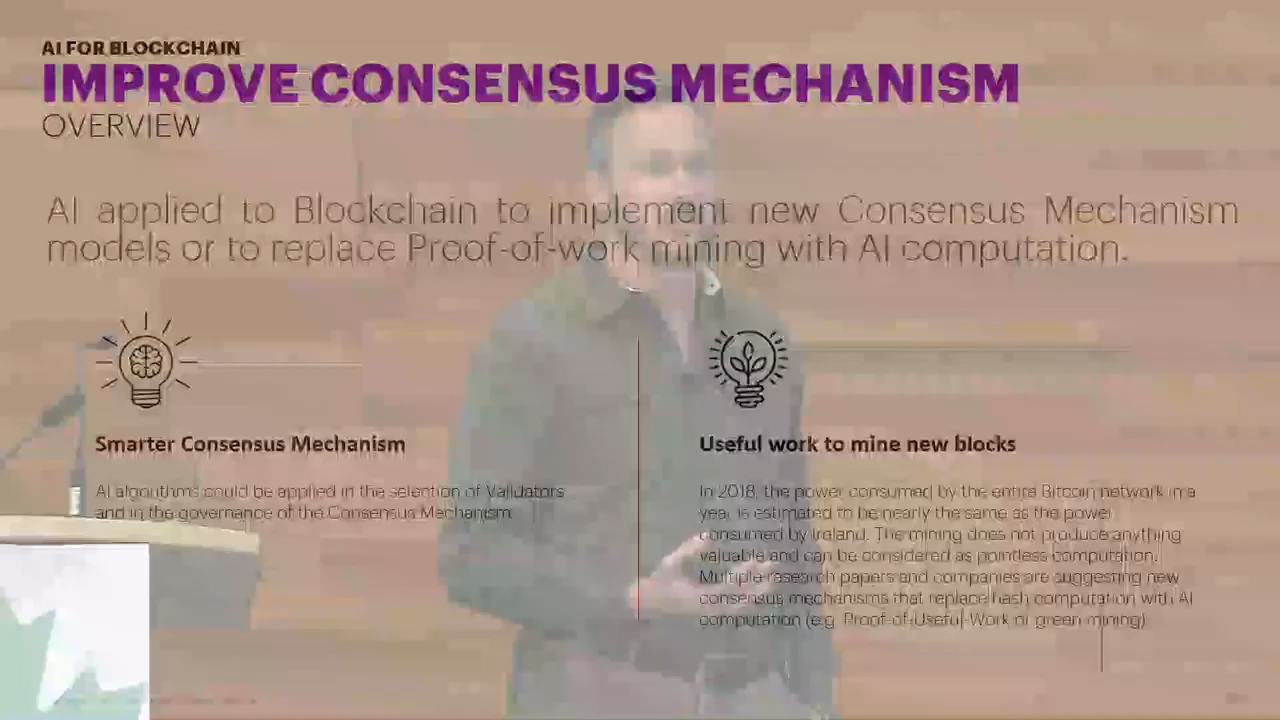 AI FOR BLOCKCHAIN
IMPROVE CONSENSUS MECHANISM
OVERVIEW
AI applied to Blockchain to implement new Consensus Mechanism
models or to replace Proof-of-work mining with AI computation.
Smarter Consensus Mechanism
AI algorithms could be applied in the selection of Validators
and in the governance of the Consensus Mechanism.
Useful work to mine new blocks
In 2018, the power consumed by the entire Bitcoin network in a
year is estimated to be nearly the same as the power
consumed by Ireland. The mining does not produce anything
valuable and can be considered as pointless computation.
Multiple research papers and companies are suggesting new
consensus mechanisms that replace hash computation with AI
computation (e.g. Proof-of-Useful-Work or green mining)